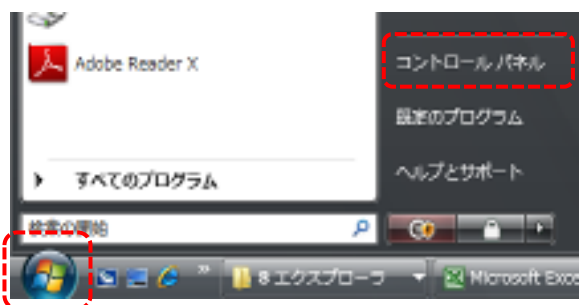 Adobe Reader X
コントロール パネル
既定のプログラム
ヘルプとサポート
すべてのプログラム
検索の開始
8 エクスプローラ
Microsoft Exce